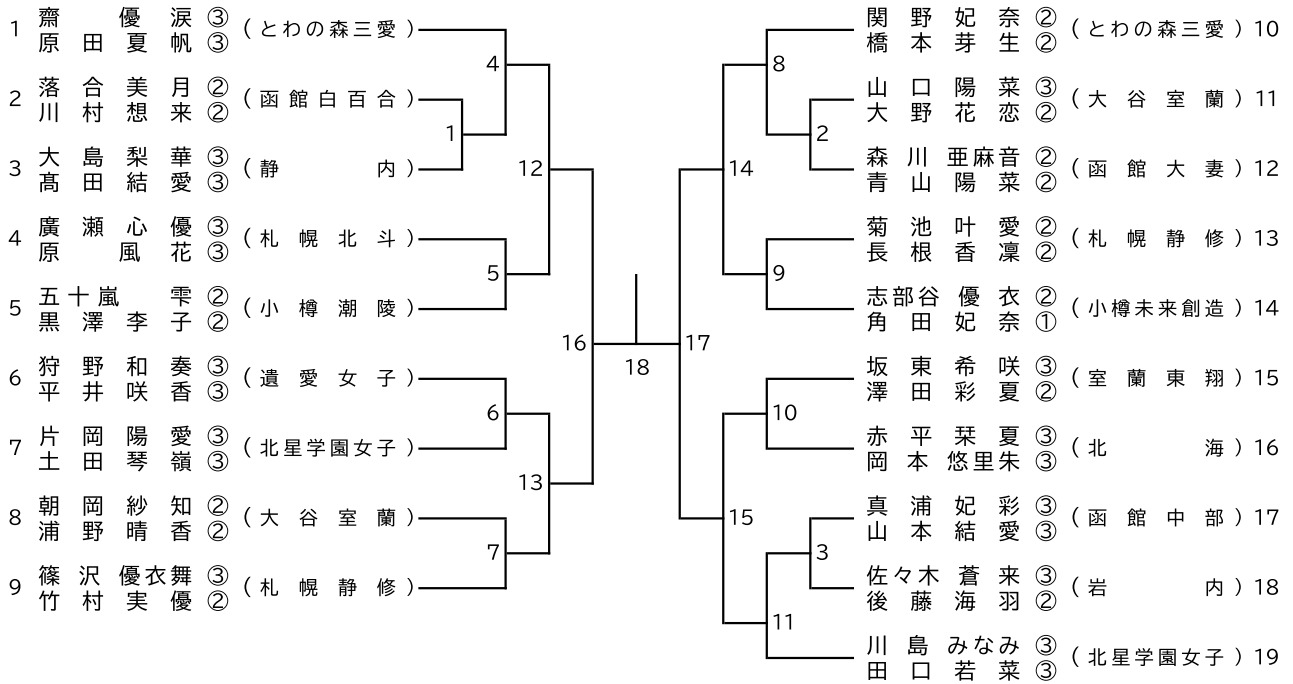 1 齋 優 涙 ③ (とわの森三愛)
原 田 夏 帆 ③
2 落 合 美 月 ② (函館白百合)
川 村 想 来 ②
3 大 島 梨 華 ③ (静 内)
髙 田 結 愛 ③
4 廣 瀬 心 優 ③ (札幌北斗)
原 風 花 ③
5 五十嵐 雫 ② (小樽潮陵)
黒 澤 李 子 ②
6 狩 野 和 奏 ③ (遺愛女子)
平 井 咲 香 ③
7 片 岡 陽 愛 ③ (北星学園女子)
土 田 琴 嶺 ③
8 朝 岡 紗 知 ② (大谷室蘭)
浦 野 晴 香 ②
9 篠 沢 優衣舞 ③ (札幌静修)
竹 村 実 優 ②
4
1
12
5
16
6
13
7
18
17
8
2
14
9
10
15
3
11
関 野 妃 奈 ② (とわの森三愛) 10
橋 本 芽 生 ②
山 口 陽 菜 ③ (大谷室蘭) 11
大 野 花 恋 ②
森 川 亜麻音 ② (函館大妻) 12
青 山 陽 菜 ②
菊 池 叶 愛 ② (札幌静修) 13
長 根 香 凜 ②
志部谷 優 衣 ② (小樽未来創造) 14
角 田 妃 奈 ①
坂 東 希 咲 ③ (室蘭東翔) 15
澤 田 彩 夏 ②
赤 平 栞 夏 ③ (北 海) 16
岡 本 悠里朱 ③
真 浦 妃 彩 ③ (函館中部) 17
山 本 結 愛 ③
佐々木 蒼 来 ③ (岩 内) 18
後 藤 海 羽 ②
川 島 みなみ ③ (北星学園女子) 19
田 口 若 菜 ③